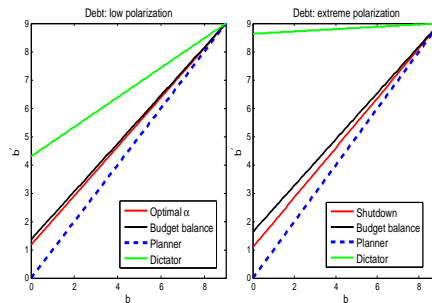 Debt: low polarization
9
8
7
6
5
4
3
2
1
0
0 2 4 6 8
b
b'
Optimal α
Budget balance
Planner
Dictator
Debt: extreme polarization
9
8
7
6
5
4
3
2
1
0
0 2 4 6 8
b
b'
Shutdown
Budget balance
Planner
Dictator